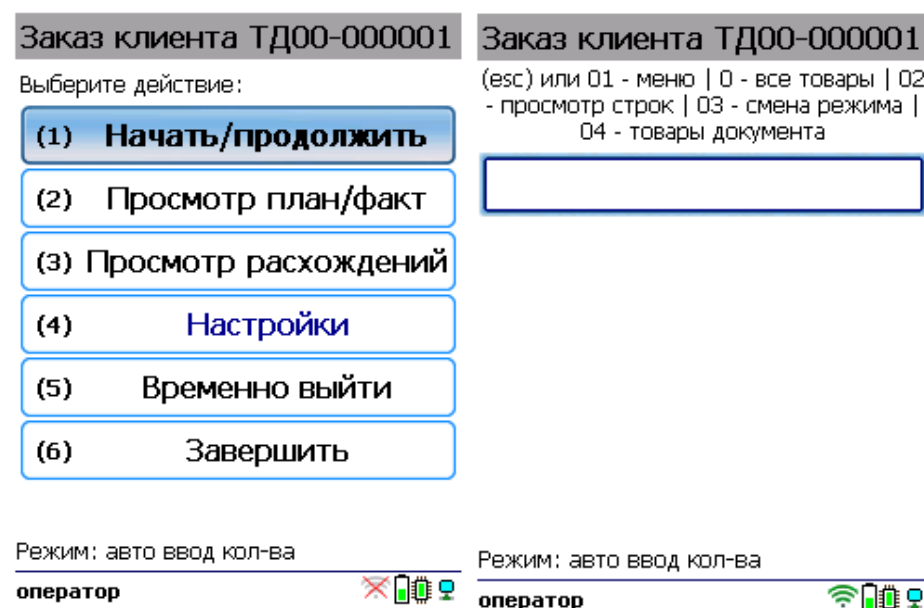 Заказ клиента ТД00-000001
Выберите действие:
(1) Начать/продолжить
(2) Просмотр план/факт
(3) Просмотр расхождений
(4) Настройки
(5) Временно выйти
(6) Завершить
Режим: авто ввод кол-ва
оператор
Заказ клиента ТД00-000001
(esc) или 01 - меню | 0 - все товары | 02
- просмотр строк | 03 - смена режима |
04 - товары документа
Режим: авто ввод кол-ва
оператор